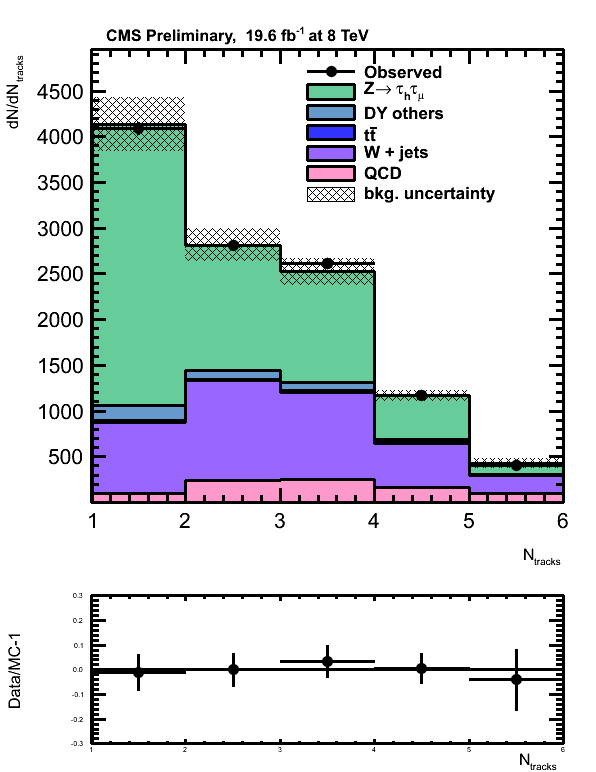 CMS Preliminary, 19.6 fb⁻¹ at 8 TeV
dN/dN_tracks
4500
4000
3500
3000
2500
2000
1500
1000
500
Observed
Z→ τ_hτ_μ
DY others
tt̄
W + jets
QCD
bkg. uncertainty
1 2 3 4 5 6
N_tracks
Data/MC-1
0.3
0.2
0.1
0.0
-0.1
-0.2
-0.3
1 2 3 4 5 6
N_tracks